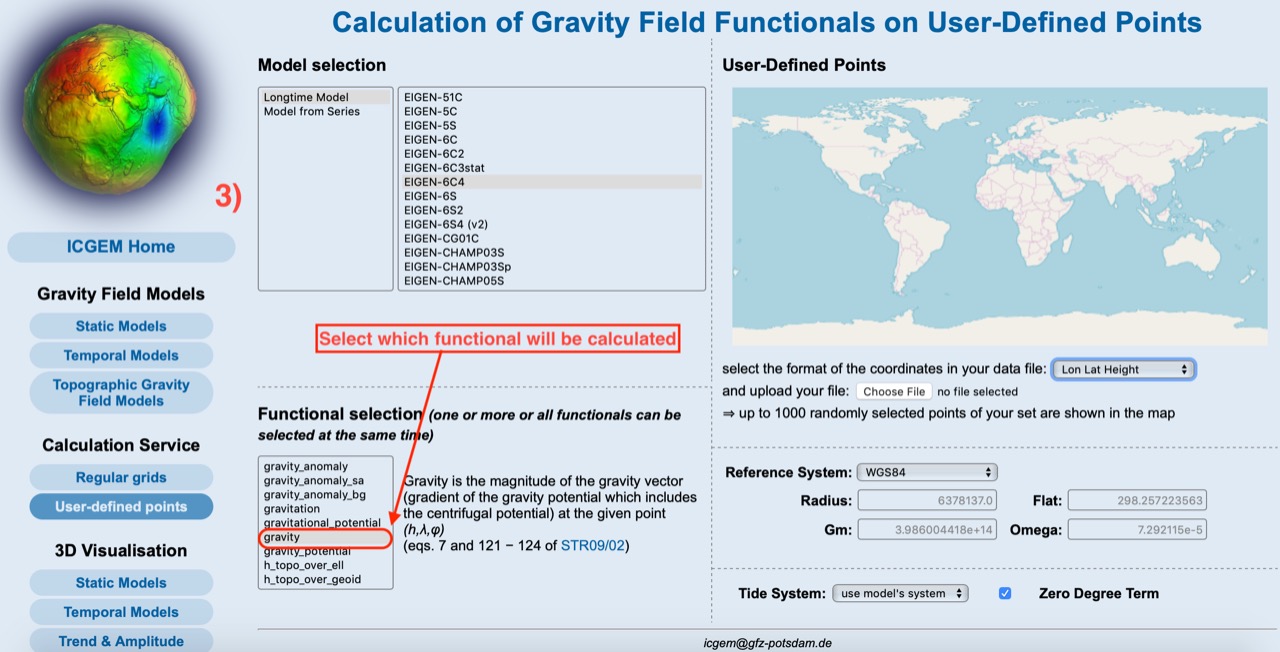 Calculation of Gravity Field Functionals on User-Defined Points
3)
ICGEM Home
Gravity Field Models
Static Models
Temporal Models
Topographic Gravity
Field Models
Calculation Service
Regular grids
User-defined points
3D Visualisation
Static Models
Temporal Models
Trend & Amplitude
Model selection
Longtime Model
Model from Series
EIGEN-51C
EIGEN-5C
EIGEN-5S
EIGEN-6C
EIGEN-6C2
EIGEN-6C3stat
EIGEN-6C4
EIGEN-6S
EIGEN-6S2
EIGEN-6S4 (v2)
EIGEN-CG01C
EIGEN-CHAMP03S
EIGEN-CHAMP03Sp
EIGEN-CHAMP05S
Select which functional will be calculated
Functional selection (one or more or all functionals can be
selected at the same time)
gravity_anomaly
gravity_anomaly_sa
gravity_anomaly_bg
gravitation
gravitational_potential
gravity
gravity_potential
h_topo_over_ell
h_topo_over_geoid
Gravity is the magnitude of the gravity vector
(gradient of the gravity potential which includes
the centrifugal potential) at the given point
(h,λ,φ)
(eqs. 7 and 121 − 124 of STR09/02)
User-Defined Points
select the format of the coordinates in your data file: Lon Lat Height
and upload your file: Choose File no file selected
⇒ up to 1000 randomly selected points of your set are shown in the map
Reference System: WGS84
Radius: 6378137.0 Flat: 298.257223563
Gm: 3.986004418e+14 Omega: 7.292115e-5
Tide System: use model's system Zero Degree Term
icgem@gfz-potsdam.de